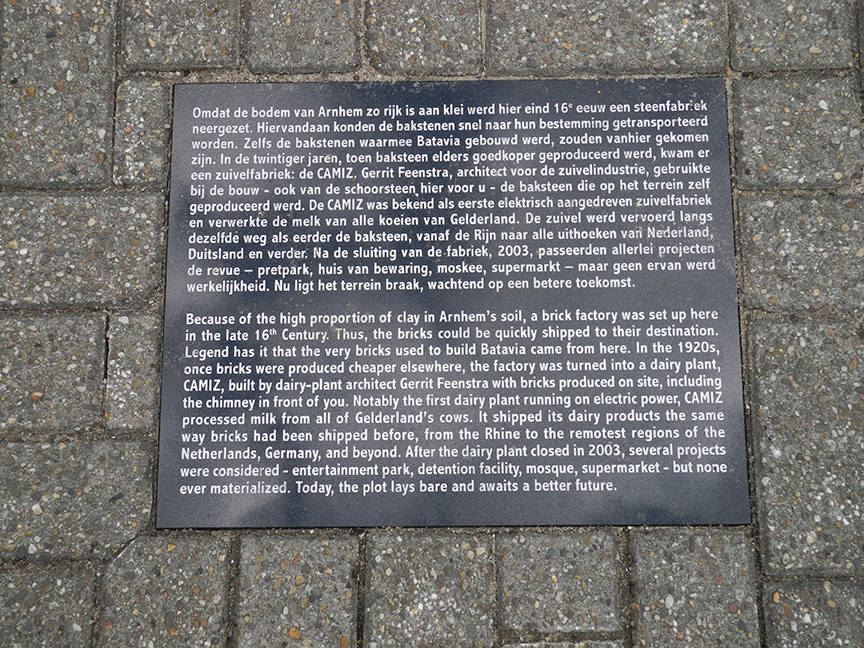 Omdat de bodem van Arnhem zo rijk is aan klei werd hier eind 16e eeuw een steenfabriek
neergezet. Hiervandaan konden de bakstenen snel naar hun bestemming getransporteerd
worden. Zelfs de bakstenen waarmee Batavia gebouwd werd, zouden vanhier gekomen
zijn. In de twintiger jaren, toen baksteen elders goedkoper geproduceerd werd, kwam er
een zuivelfabriek: de CAMIZ. Gerrit Feenstra, architect voor de zuivelindustrie, gebruikte
bij de bouw - ook van de schoorsteen hier voor u - de baksteen die op het terrein zelf
geproduceerd werd. De CAMIZ was bekend als eerste elektrisch aangedreven zuivelfabriek
en verwerkte de melk van alle koeien van Gelderland. De zuivel werd vervoerd langs
dezelfde weg als eerder de baksteen, vanaf de Rijn naar alle uithoeken van Nederland,
Duitsland en verder. Na de sluiting van de fabriek, 2003, passeerden allerlei projecten
de revue – pretpark, huis van bewaring, moskee, supermarkt – maar geen ervan werd
werkelijkheid. Nu ligt het terrein braak, wachtend op een betere toekomst.
Because of the high proportion of clay in Arnhem's soil, a brick factory was set up here
in the late 16th Century. Thus, the bricks could be quickly shipped to their destination.
Legend has it that the very bricks used to build Batavia came from here. In the 1920s,
once bricks were produced cheaper elsewhere, the factory was turned into a dairy plant,
CAMIZ, built by dairy-plant architect Gerrit Feenstra with bricks produced on site, including
the chimney in front of you. Notably the first dairy plant running on electric power, CAMIZ
processed milk from all of Gelderland's cows. It shipped its dairy products the same
way bricks had been shipped before, from the Rhine to the remotest regions of the
Netherlands, Germany, and beyond. After the dairy plant closed in 2003, several projects
were considered - entertainment park, detention facility, mosque, supermarket - but none
ever materialized. Today, the plot lays bare and awaits a better future.